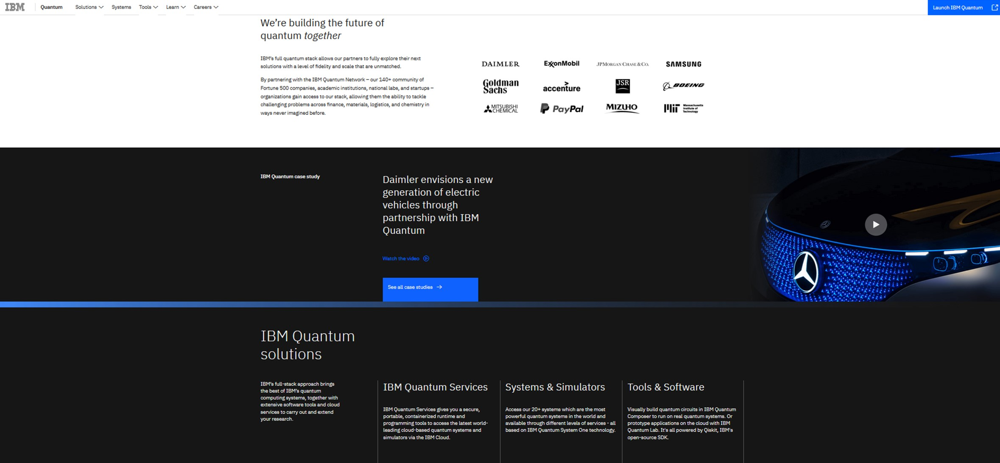 IBM Quantum Solutions Systems Tools Learn Careers Launch IBM Quantum
We're building the future of
quantum together
IBM's full quantum stack allows our partners to fully explore their next
solutions with a level of fidelity and scale that are unmatched.
By partnering with the IBM Quantum Network – our 140+ community of
Fortune 500 companies, academic institutions, national labs, and startups –
organizations gain access to our stack, allowing them the ability to tackle
challenging problems across finance, materials, logistics, and chemistry in
ways never imagined before.
DAIMLER ExxonMobil JPMORGAN CHASE & CO. SAMSUNG
Goldman
Sachs
accenture
JSR
BOEING
MITSUBISHI
CHEMICAL
PayPal
MIZUHO
MIT
Massachusetts
Institute of
Technology
IBM Quantum case study
Daimler envisions a new
generation of electric
vehicles through
partnership with IBM
Quantum
Watch the video
See all case studies →
IBM Quantum
solutions
IBM's full-stack approach brings
the best of IBM's quantum
computing systems, together with
extensive software tools and cloud
services to carry out and extend
your research.
IBM Quantum Services
IBM Quantum Services gives you a secure,
portable, containerized runtime and
programming tools to access the latest world-
leading cloud-based quantum systems and
simulators via the IBM Cloud.
Systems & Simulators
Access our 20+ systems which are the most
powerful quantum systems in the world and
available through different levels of services - all
based on IBM Quantum System One technology.
Tools & Software
Visually build quantum circuits in IBM Quantum
Composer to run on real quantum systems. Or
prototype applications on the cloud with IBM
Quantum Lab. It's all powered by Qiskit, IBM's
open-source SDK.